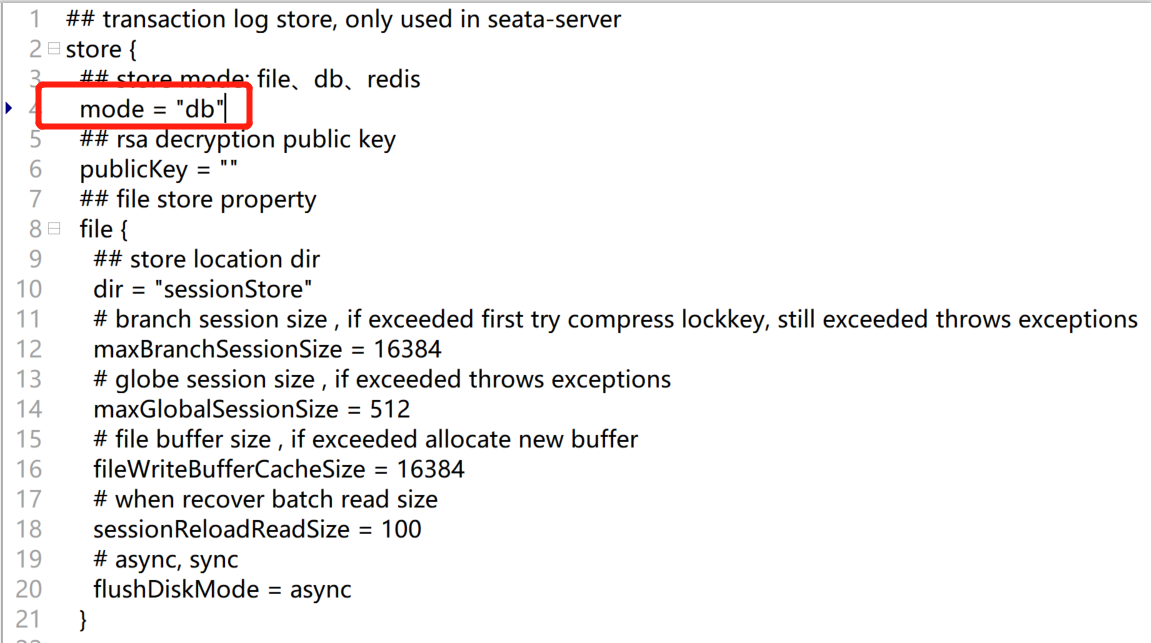 1 ## transaction log store, only used in seata-server
2 store {
3 ## store mode: file、db、redis
4 mode = "db"
5 ## rsa decryption public key
6 publicKey = ""
7 ## file store property
8 file {
9 ## store location dir
10 dir = "sessionStore"
11 # branch session size , if exceeded first try compress lockkey, still exceeded throws exceptions
12 maxBranchSessionSize = 16384
13 # globe session size , if exceeded throws exceptions
14 maxGlobalSessionSize = 512
15 # file buffer size , if exceeded allocate new buffer
16 fileWriteBufferCacheSize = 16384
17 # when recover batch read size
18 sessionReloadReadSize = 100
19 # async, sync
20 flushDiskMode = async
21 }